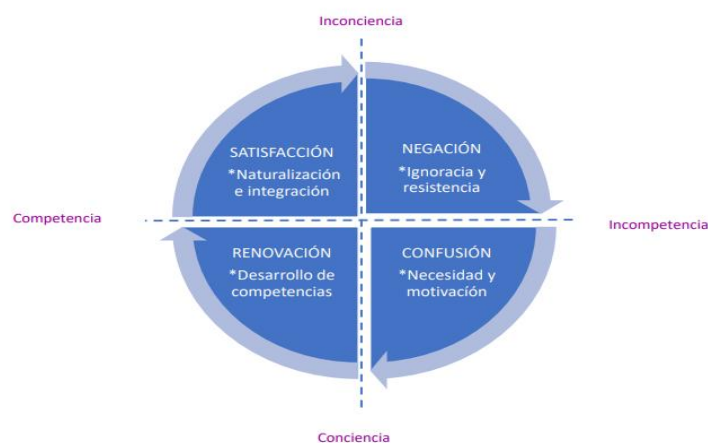 Inconciencia
SATISFACCIÓN
*Naturalización
e integración
NEGACIÓN
*Ignoracia y
resistencia
Competencia
Incompetencia
RENOVACIÓN
*Desarrollo de
competencias
CONFUSIÓN
*Necesidad y
motivación
Conciencia